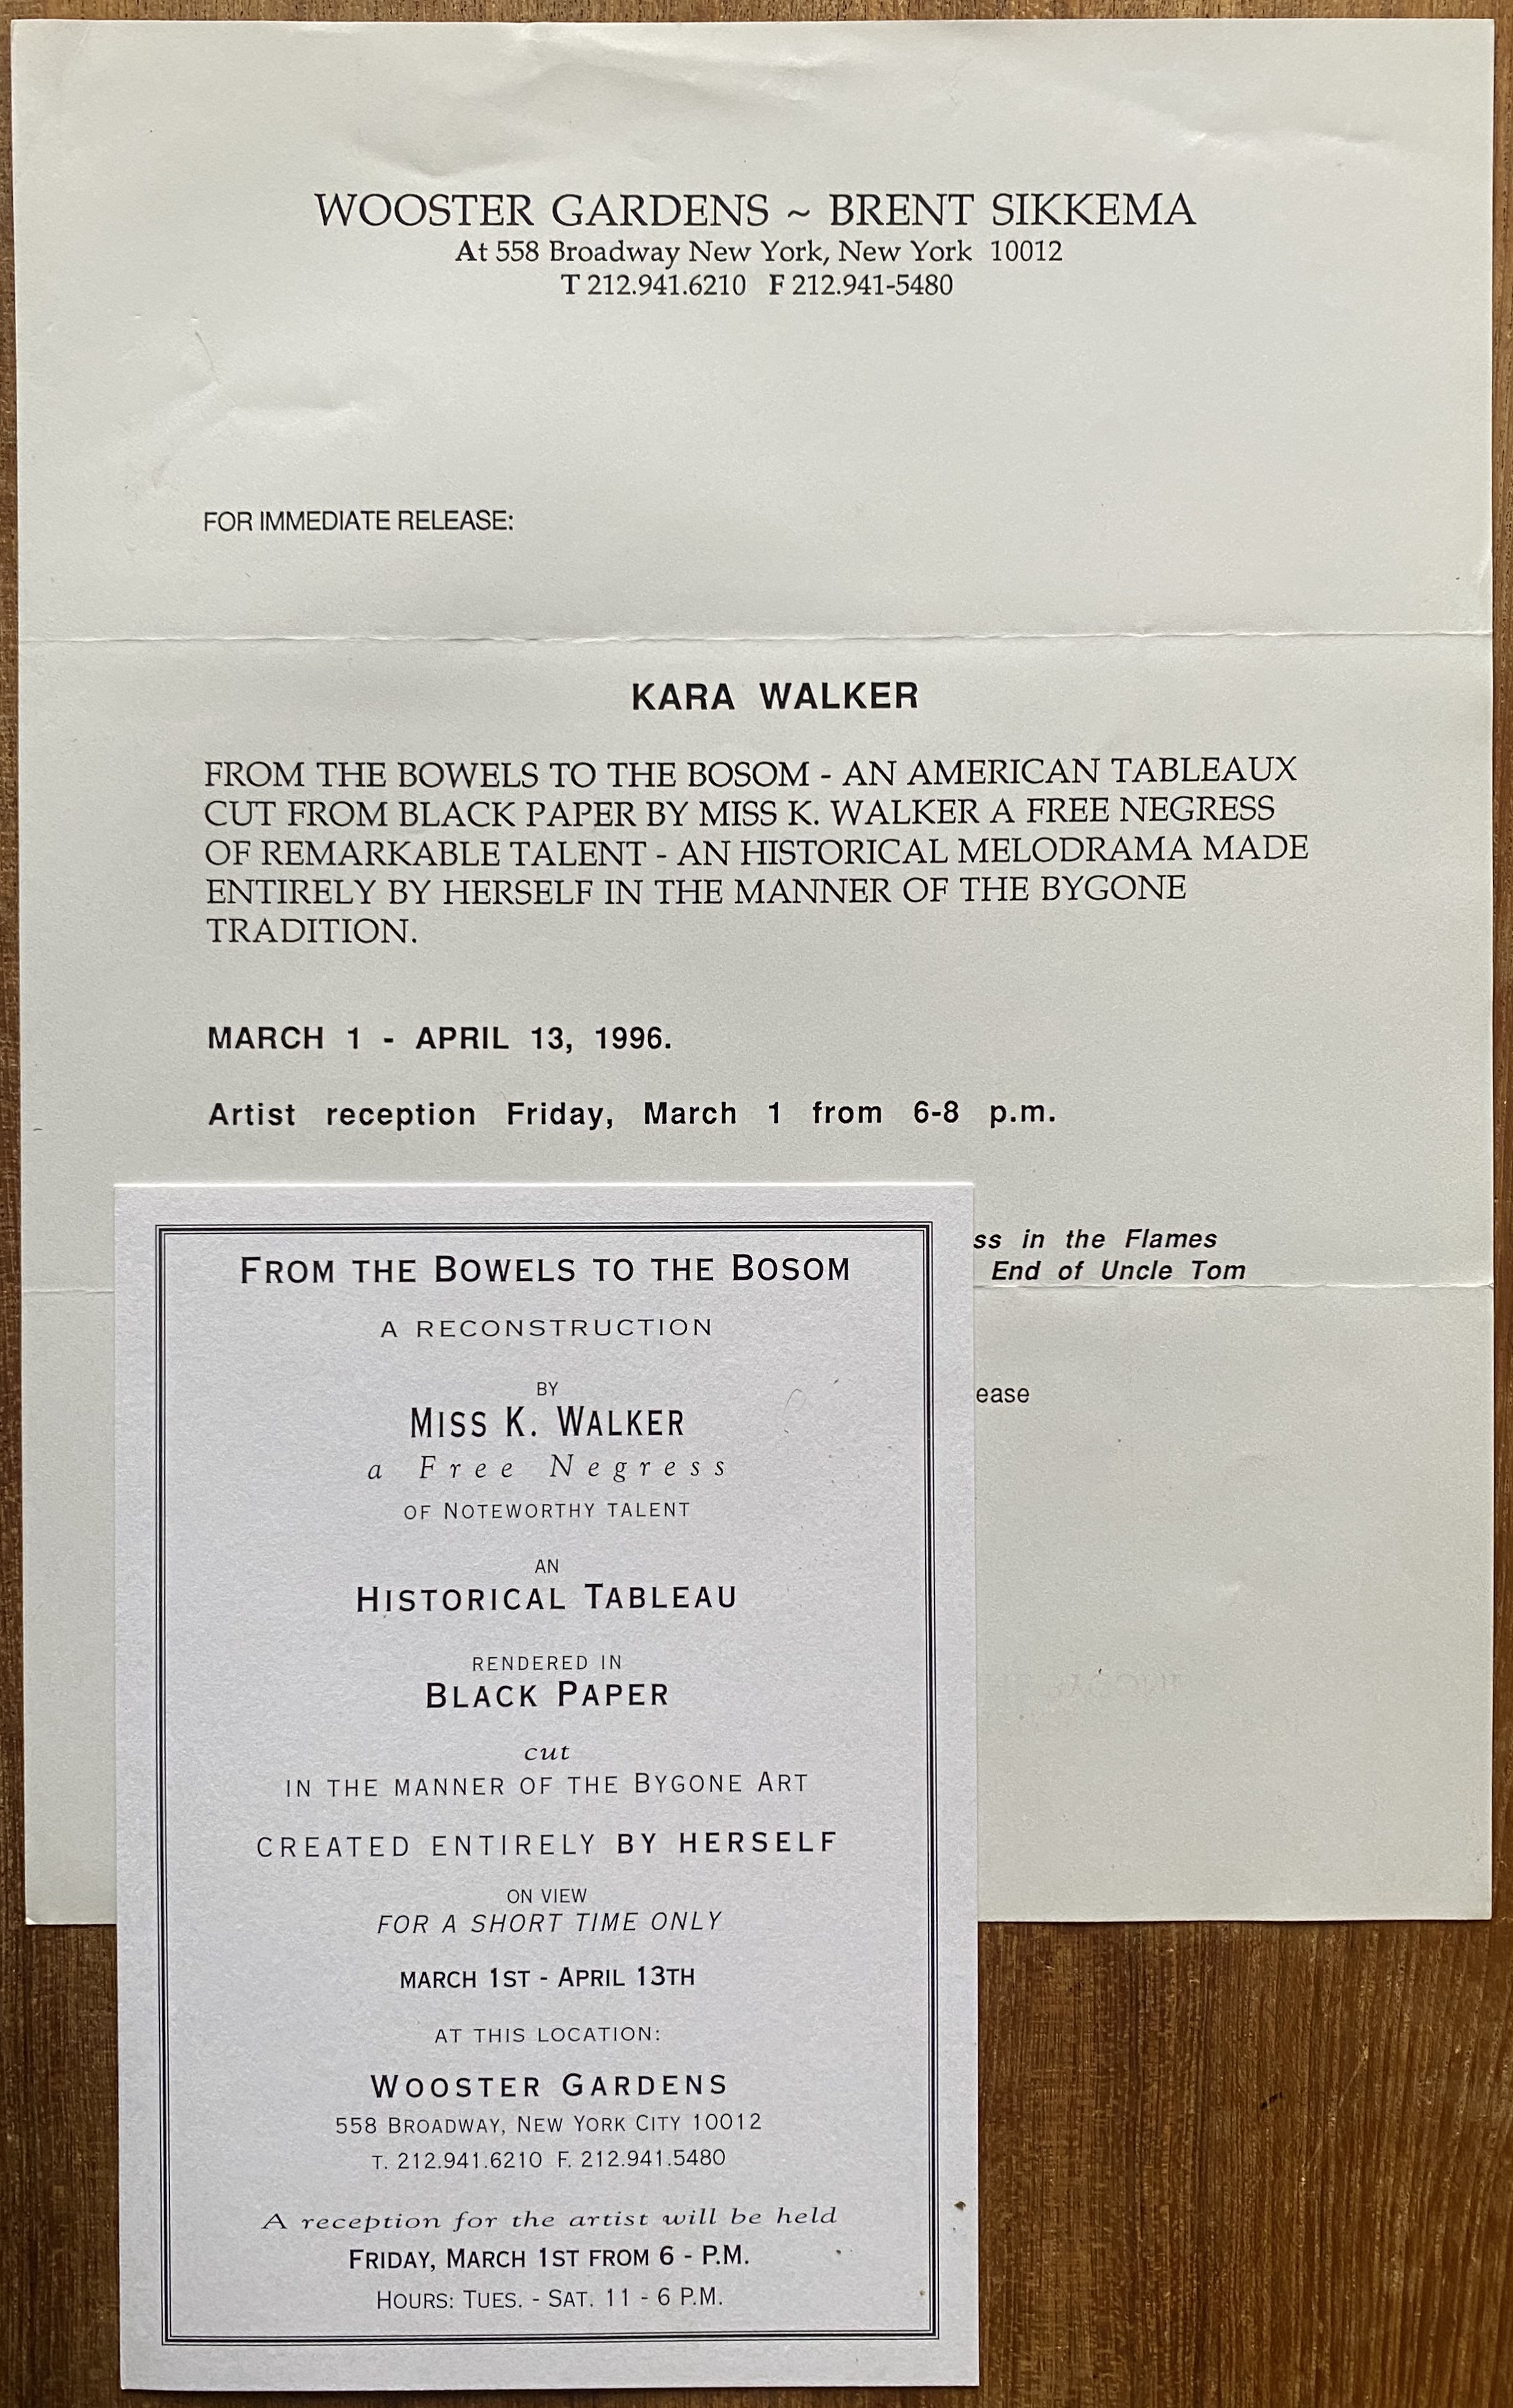 WOOSTER GARDENS ~ BRENT SIKKEMA
At 558 Broadway New York, New York 10012
T 212.941.6210 F 212.941-5480
FOR IMMEDIATE RELEASE:
KARA WALKER
FROM THE BOWELS TO THE BOSOM - AN AMERICAN TABLEAUX
CUT FROM BLACK PAPER BY MISS K. WALKER A FREE NEGRESS
OF REMARKABLE TALENT - AN HISTORICAL MELODRAMA MADE
ENTIRELY BY HERSELF IN THE MANNER OF THE BYGONE
TRADITION.
MARCH 1 - APRIL 13, 1996.
Artist reception Friday, March 1 from 6-8 p.m.
ss in the Flames
End of Uncle Tom
ease
FROM THE BOWELS TO THE BOSOM
A RECONSTRUCTION
BY
MISS K. WALKER
a Free Negress
OF NOTEWORTHY TALENT
AN
HISTORICAL TABLEAU
RENDERED IN
BLACK PAPER
cut
IN THE MANNER OF THE BYGONE ART
CREATED ENTIRELY BY HERSELF
ON VIEW
FOR A SHORT TIME ONLY
MARCH 1ST - APRIL 13TH
AT THIS LOCATION:
WOOSTER GARDENS
558 BROADWAY, NEW YORK CITY 10012
T. 212.941.6210 F. 212.941.5480
A reception for the artist will be held
FRIDAY, MARCH 1ST FROM 6 - P.M.
HOURS: TUES. - SAT. 11 - 6 P.M.